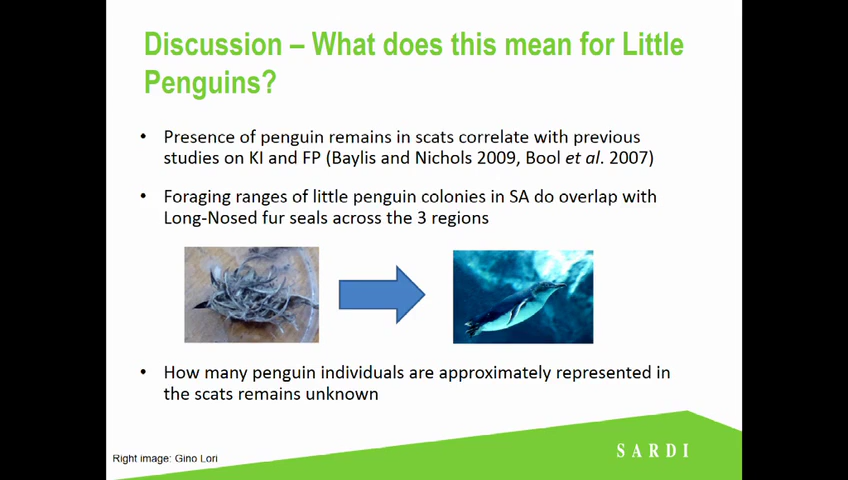 Discussion – What does this mean for Little
Penguins?
• Presence of penguin remains in scats correlate with previous
studies on KI and FP (Baylis and Nichols 2009, Bool et al. 2007)
• Foraging ranges of little penguin colonies in SA do overlap with
Long-Nosed fur seals across the 3 regions
• How many penguin individuals are approximately represented in
the scats remains unknown
Right image: Gino Lori
SARDI